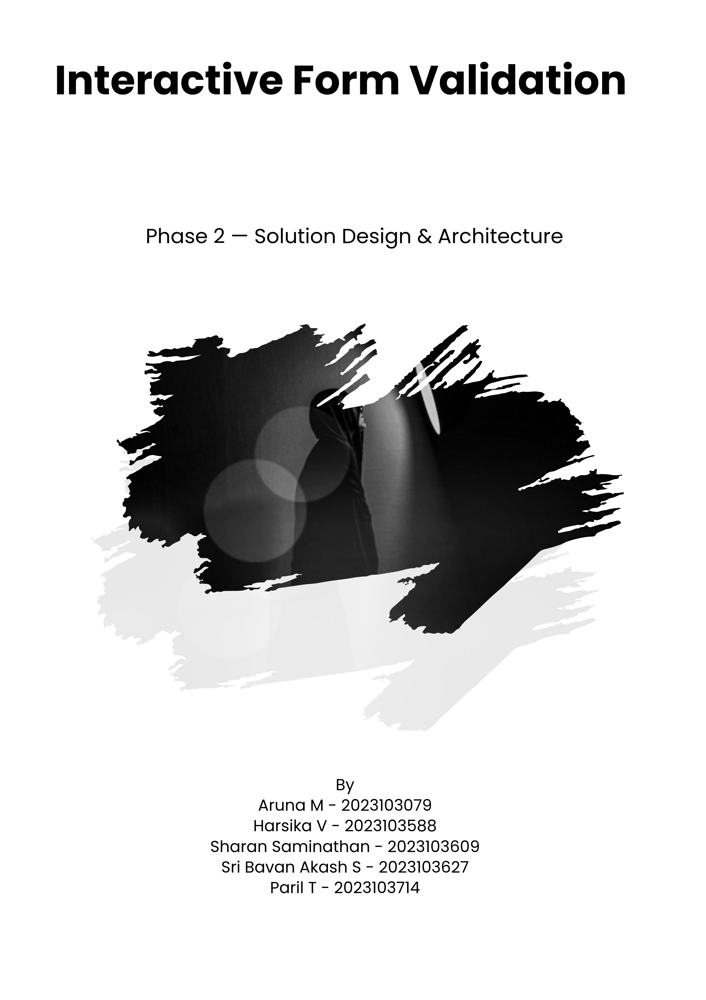 Interactive Form Validation
Phase 2 — Solution Design & Architecture
By
Aruna M - 2023103079
Harsika V - 2023103588
Sharan Saminathan - 2023103609
Sri Bavan Akash S - 2023103627
Paril T - 2023103714